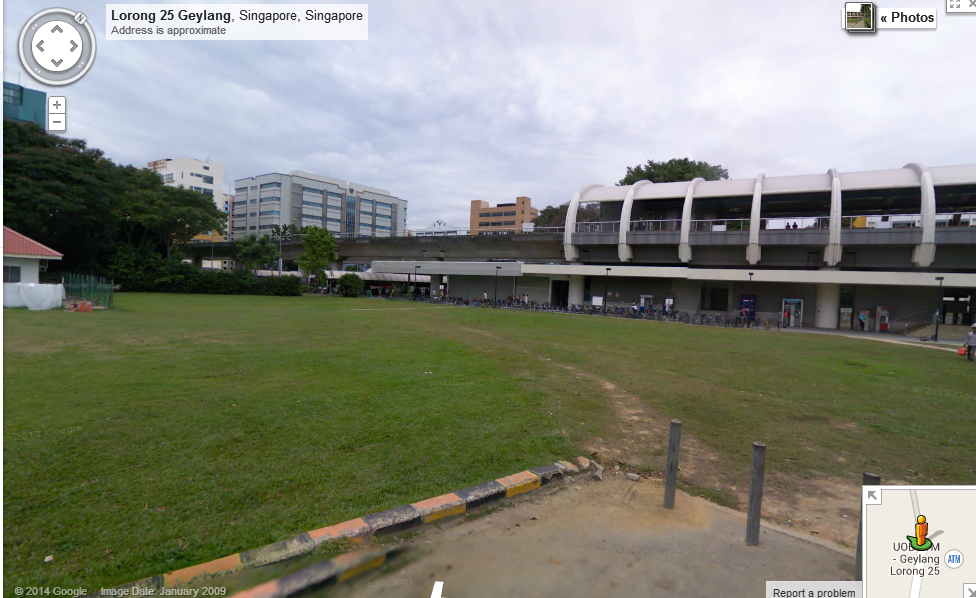 N
Lorong 25 Geylang, Singapore, Singapore
Address is approximate
« Photos
UOB
M
- Geylang
Lorong 25
ATM
© 2014 Google
Image Date: January 2009
Report a problem